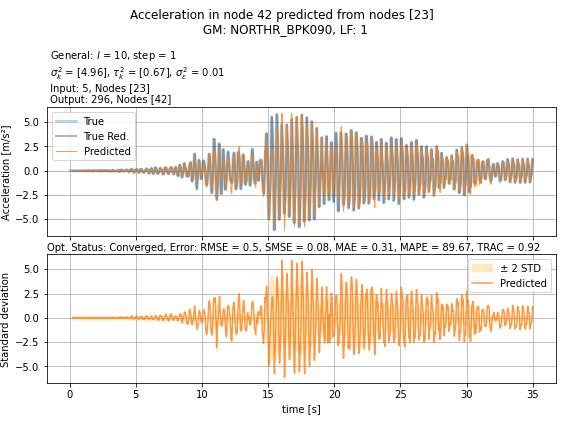 Acceleration in node 42 predicted from nodes [23]
GM: NORTHR_BPK090, LF: 1
General: l = 10, step = 1
σ²ₖ = [4.96], τ²ₖ = [0.67], σ²ε = 0.01
Input: 5, Nodes [23]
Output: 296, Nodes [42]
Acceleration [m/s²]
5.0
2.5
0.0
−2.5
−5.0
True
True Red.
Predicted
Opt. Status: Converged, Error: RMSE = 0.5, SMSE = 0.08, MAE = 0.31, MAPE = 89.67, TRAC = 0.92
Standard deviation
5.0
2.5
0.0
−2.5
−5.0
± 2 STD
Predicted
0 5 10 15 20 25 30 35
time [s]